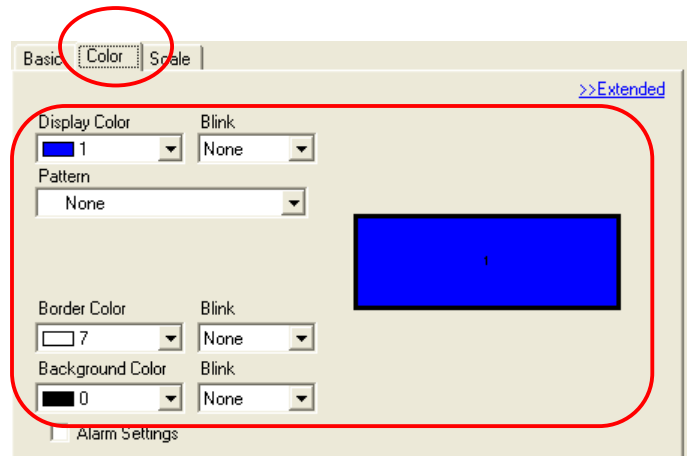 Basic Color Scale
>>Extended
Display Color Blink
1 None
Pattern
None
1
Border Color Blink
7 None
Background Color Blink
0 None
Alarm Settings